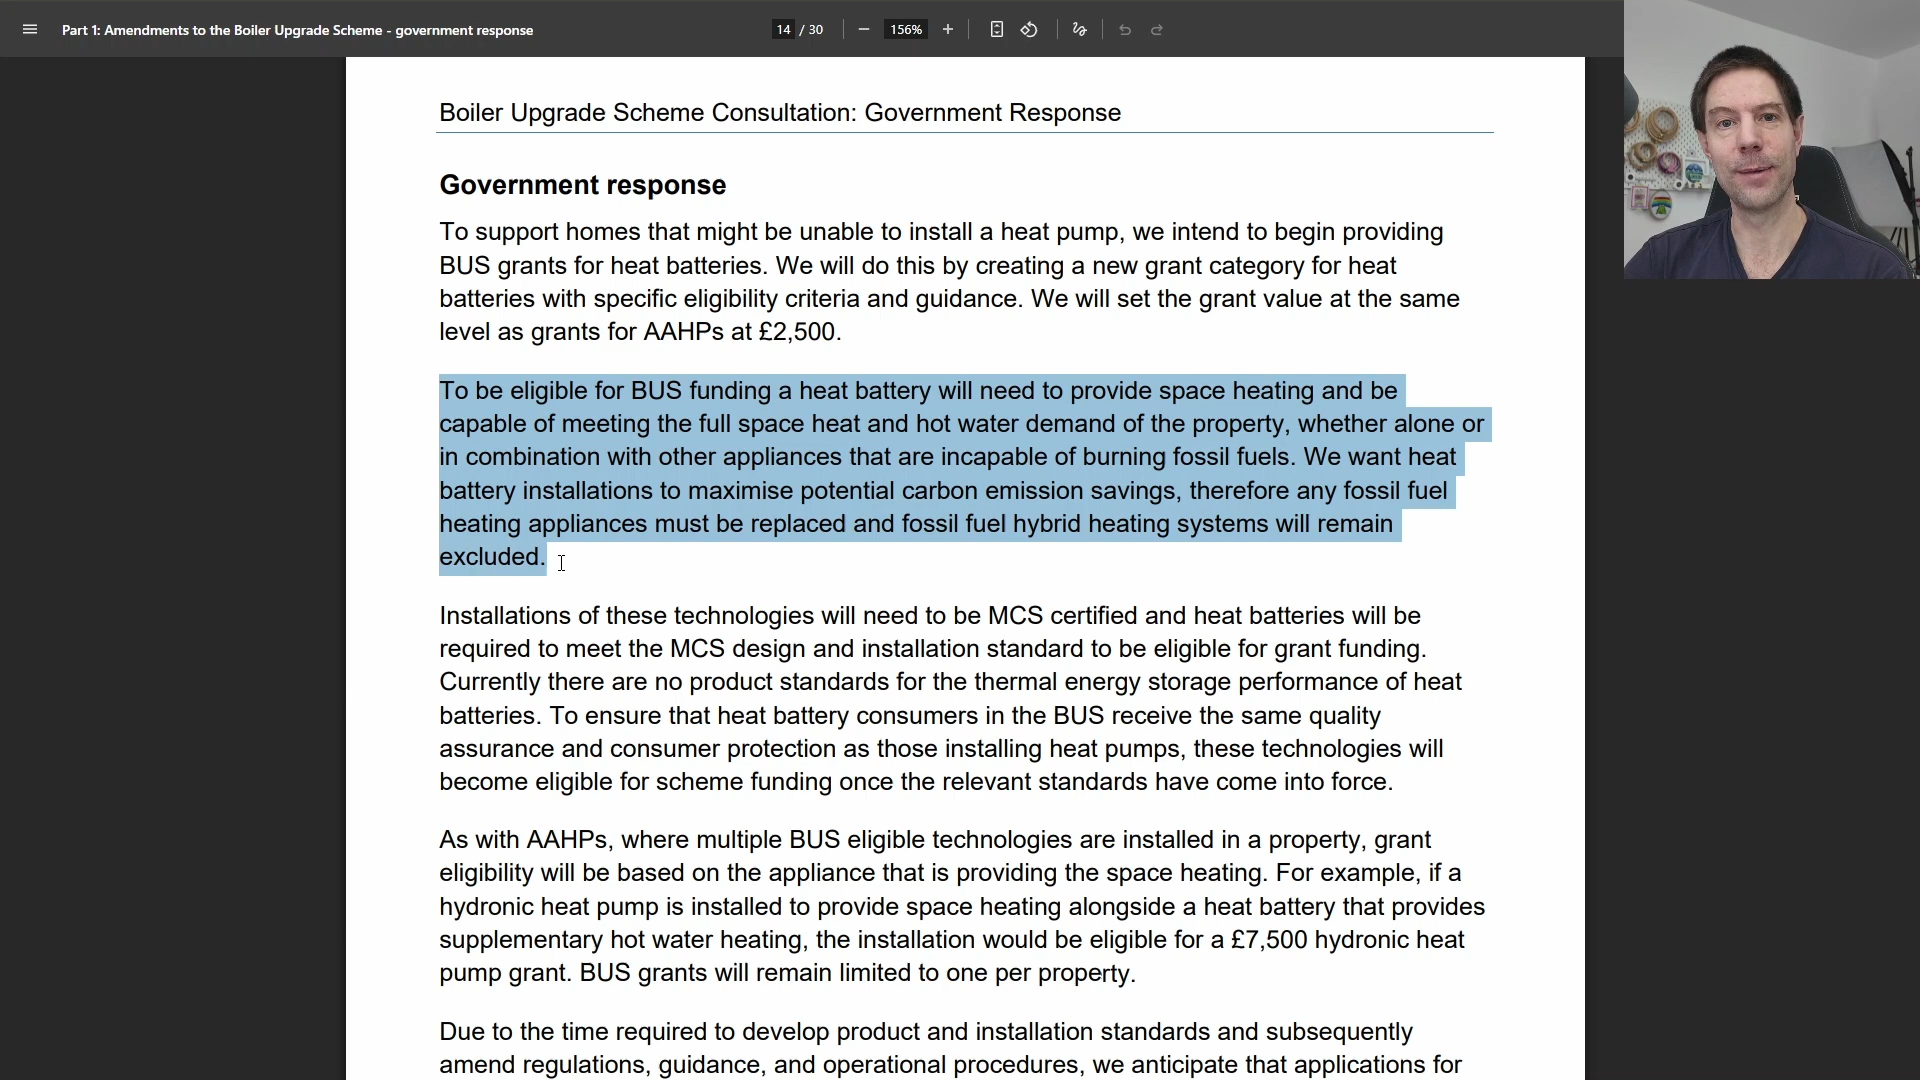 Part 1: Amendments to the Boiler Upgrade Scheme - government response
14 / 30
156%
Boiler Upgrade Scheme Consultation: Government Response
Government response
To support homes that might be unable to install a heat pump, we intend to begin providing
BUS grants for heat batteries. We will do this by creating a new grant category for heat
batteries with specific eligibility criteria and guidance. We will set the grant value at the same
level as grants for AAHPs at £2,500.
To be eligible for BUS funding a heat battery will need to provide space heating and be
capable of meeting the full space heat and hot water demand of the property, whether alone or
in combination with other appliances that are incapable of burning fossil fuels. We want heat
battery installations to maximise potential carbon emission savings, therefore any fossil fuel
heating appliances must be replaced and fossil fuel hybrid heating systems will remain
excluded.
Installations of these technologies will need to be MCS certified and heat batteries will be
required to meet the MCS design and installation standard to be eligible for grant funding.
Currently there are no product standards for the thermal energy storage performance of heat
batteries. To ensure that heat battery consumers in the BUS receive the same quality
assurance and consumer protection as those installing heat pumps, these technologies will
become eligible for scheme funding once the relevant standards have come into force.
As with AAHPs, where multiple BUS eligible technologies are installed in a property, grant
eligibility will be based on the appliance that is providing the space heating. For example, if a
hydronic heat pump is installed to provide space heating alongside a heat battery that provides
supplementary hot water heating, the installation would be eligible for a £7,500 hydronic heat
pump grant. BUS grants will remain limited to one per property.
Due to the time required to develop product and installation standards and subsequently
amend regulations, guidance, and operational procedures, we anticipate that applications for